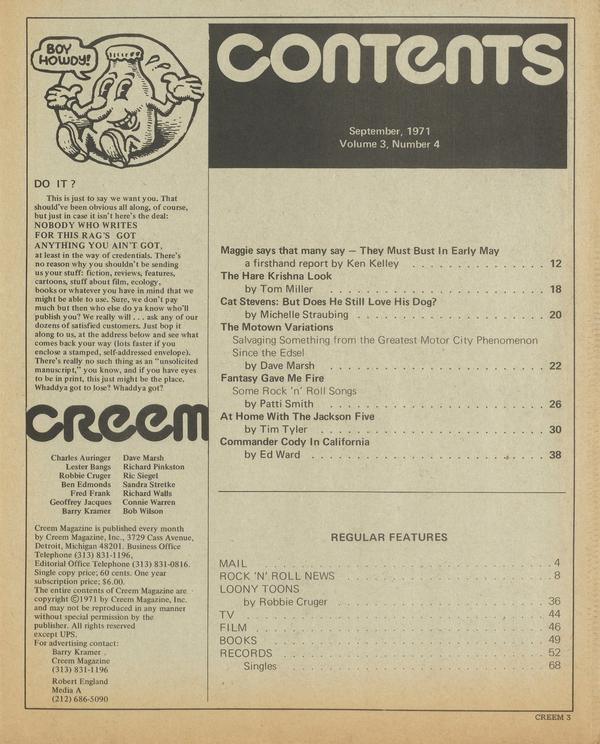 BOY
HOWDY!
DO IT?
This is just to say we want you. That
should've been obvious all along, of course,
but just in case it isn't here's the deal:
NOBODY WHO WRITES
FOR THIS RAG'S GOT
ANYTHING YOU AIN'T GOT,
at least in the way of credentials. There's
no reason why you shouldn't be sending
us your stuff: fiction, reviews, features,
cartoons, stuff about film, ecology,
books or whatever you have in mind that we
might be able to use. Sure, we don't pay
much but then who else do ya know who'll
publish you? We really will . . . ask any of our
dozens of satisfied customers. Just bop it
along to us, at the address below and see what
comes back your way (lots faster if you
enclose a stamped, self-addressed envelope).
There's really no such thing as an "unsolicited
manuscript," you know, and if you have eyes
to be in print, this just might be the place.
Whaddya got to lose? Whaddya got?
CREEM
Charles Auringer Dave Marsh
Lester Bangs Richard Pinkston
Robbie Cruger Ric Siegel
Ben Edmonds Sandra Stretke
Fred Frank Richard Walls
Geoffrey Jacques Connie Warren
Barry Kramer Bob Wilson
Creem Magazine is published every month
by Creem Magazine, Inc., 3729 Cass Avenue,
Detroit, Michigan 48201. Business Office
Telephone (313) 831-1196,
Editorial Office Telephone (313) 831-0816.
Single copy price; 60 cents. One year
subscription price; $6.00.
The entire contents of Creem Magazine are
copyright ©1971 by Creem Magazine, Inc.
and may not be reproduced in any manner
without special permission by the
publisher. All rights reserved
except UPS.
For advertising contact:
Barry Kramer
Creem Magazine
(313) 831-1196
Robert England
Media A
(212) 686-5090
CONTENTS
September, 1971
Volume 3, Number 4
Maggie says that many say — They Must Bust In Early May
a firsthand report by Ken Kelley . . . . . . . . . . . . . . . 12
The Hare Krishna Look
by Tom Miller . . . . . . . . . . . . . . . . . . . . . . . . 18
Cat Stevens: But Does He Still Love His Dog?
by Michelle Straubing . . . . . . . . . . . . . . . . . . . . 20
The Motown Variations
Salvaging Something from the Greatest Motor City Phenomenon
Since the Edsel
by Dave Marsh . . . . . . . . . . . . . . . . . . . . . . . . 22
Fantasy Gave Me Fire
Some Rock 'n' Roll Songs
by Patti Smith . . . . . . . . . . . . . . . . . . . . . . . . 26
At Home With The Jackson Five
by Tim Tyler . . . . . . . . . . . . . . . . . . . . . . . . . 30
Commander Cody In California
by Ed Ward . . . . . . . . . . . . . . . . . . . . . . . . . . 38
REGULAR FEATURES
MAIL . . . . . . . . . . . . . . . . . . . . . . . . . . . . . 4
ROCK 'N' ROLL NEWS . . . . . . . . . . . . . . . . . . . . . 8
LOONY TOONS
by Robbie Cruger . . . . . . . . . . . . . . . . . . . . . . 36
TV . . . . . . . . . . . . . . . . . . . . . . . . . . . . . . 44
FILM . . . . . . . . . . . . . . . . . . . . . . . . . . . . . 46
BOOKS . . . . . . . . . . . . . . . . . . . . . . . . . . . . 49
RECORDS . . . . . . . . . . . . . . . . . . . . . . . . . . . 52
Singles . . . . . . . . . . . . . . . . . . . . . . . . . . . 68
CREEM 3